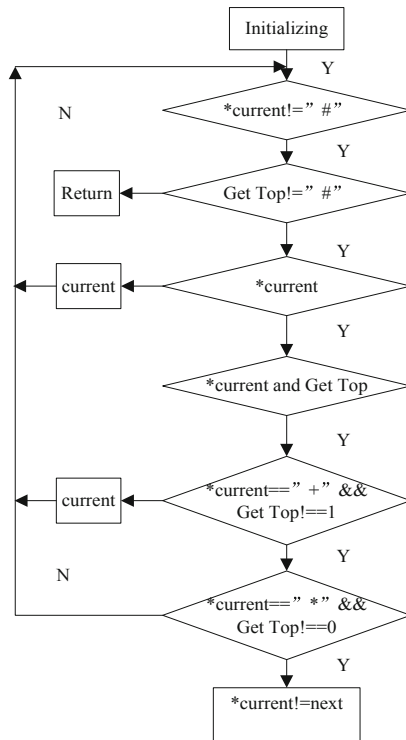 Initializing
Y
N
*current!=” #”
Y
Return
Get Top!=” #”
Y
current
*current
Y
*current and Get Top
Y
current
*current==” +” &&
Get Top!==1
Y
N
*current==” *” &&
Get Top!==0
Y
*current!=next